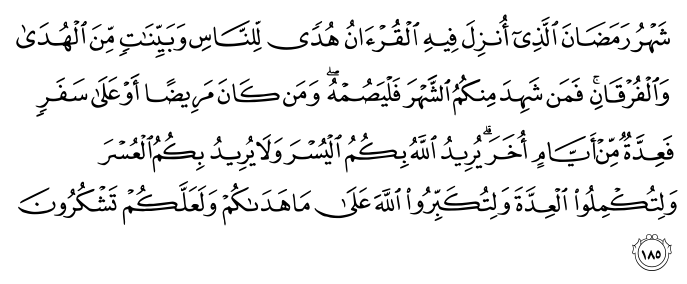 شَهْرُ رَمَضَانَ ٱلَّذِىٓ أُنزِلَ فِيهِ ٱلْقُرْءَانُ هُدًى لِّلنَّاسِ وَبَيِّنَٰتٍ مِّنَ ٱلْهُدَىٰ
وَٱلْفُرْقَانِ ۚ فَمَن شَهِدَ مِنكُمُ ٱلشَّهْرَ فَلْيَصُمْهُ ۖ وَمَن كَانَ مَرِيضًا أَوْ عَلَىٰ سَفَرٍ
فَعِدَّةٌ مِّنْ أَيَّامٍ أُخَرَ ۗ يُرِيدُ ٱللَّهُ بِكُمُ ٱلْيُسْرَ وَلَا يُرِيدُ بِكُمُ ٱلْعُسْرَ
وَلِتُكْمِلُوا۟ ٱلْعِدَّةَ وَلِتُكَبِّرُوا۟ ٱللَّهَ عَلَىٰ مَا هَدَىٰكُمْ وَلَعَلَّكُمْ تَشْكُرُونَ
١٨٥